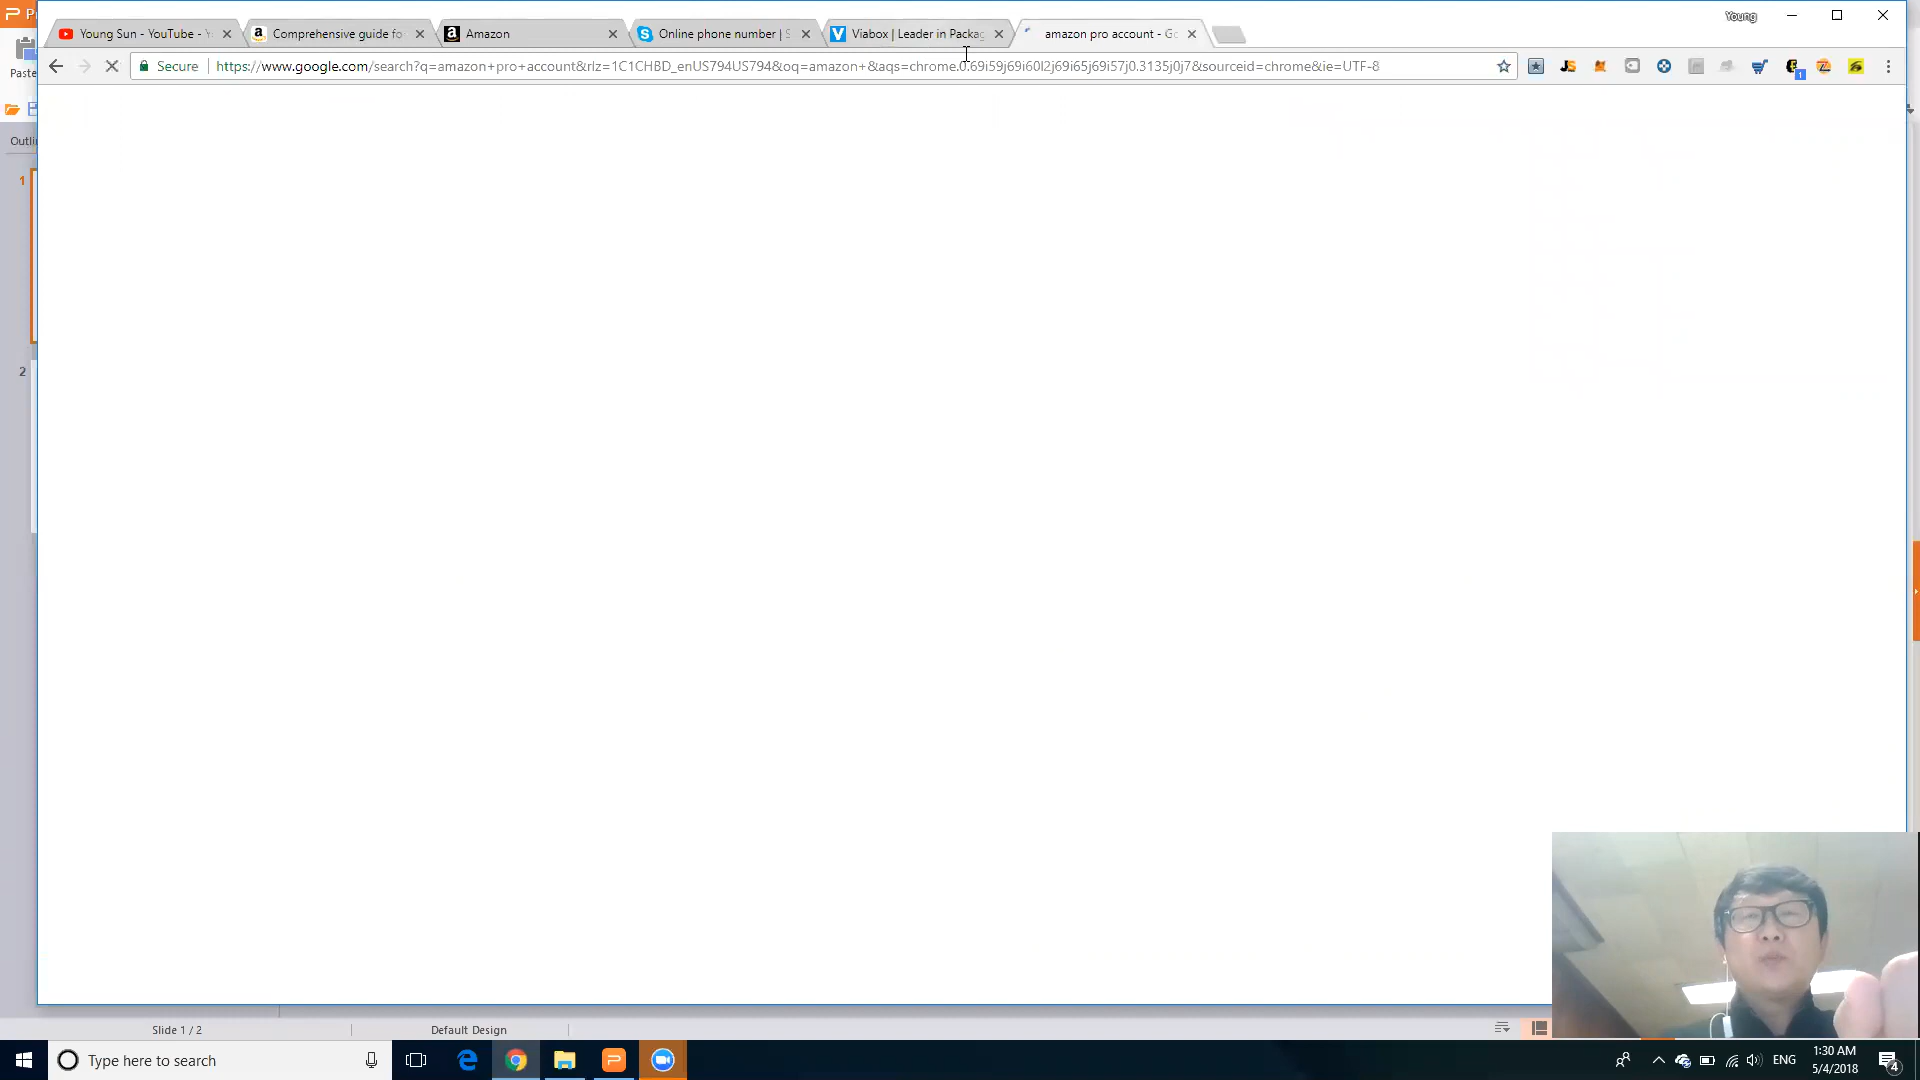 Young
Young Sun - YouTube - Y
Comprehensive guide fo
Amazon
Online phone number | S
Viabox | Leader in Packag
amazon pro account - Go
Secure
https://www.google.com/search?q=amazon+pro+account&rlz=1C1CHBD_enUS794US794&oq=amazon+&aqs=chrome.0.69i59j69i60l2j69i65j69i57j0.3135j0j7&sourceid=chrome&ie=UTF-8
JS
1
Paste
Outli
1
2
Slide 1 / 2
Default Design
Type here to search
ENG
1:30 AM
5/4/2018
4